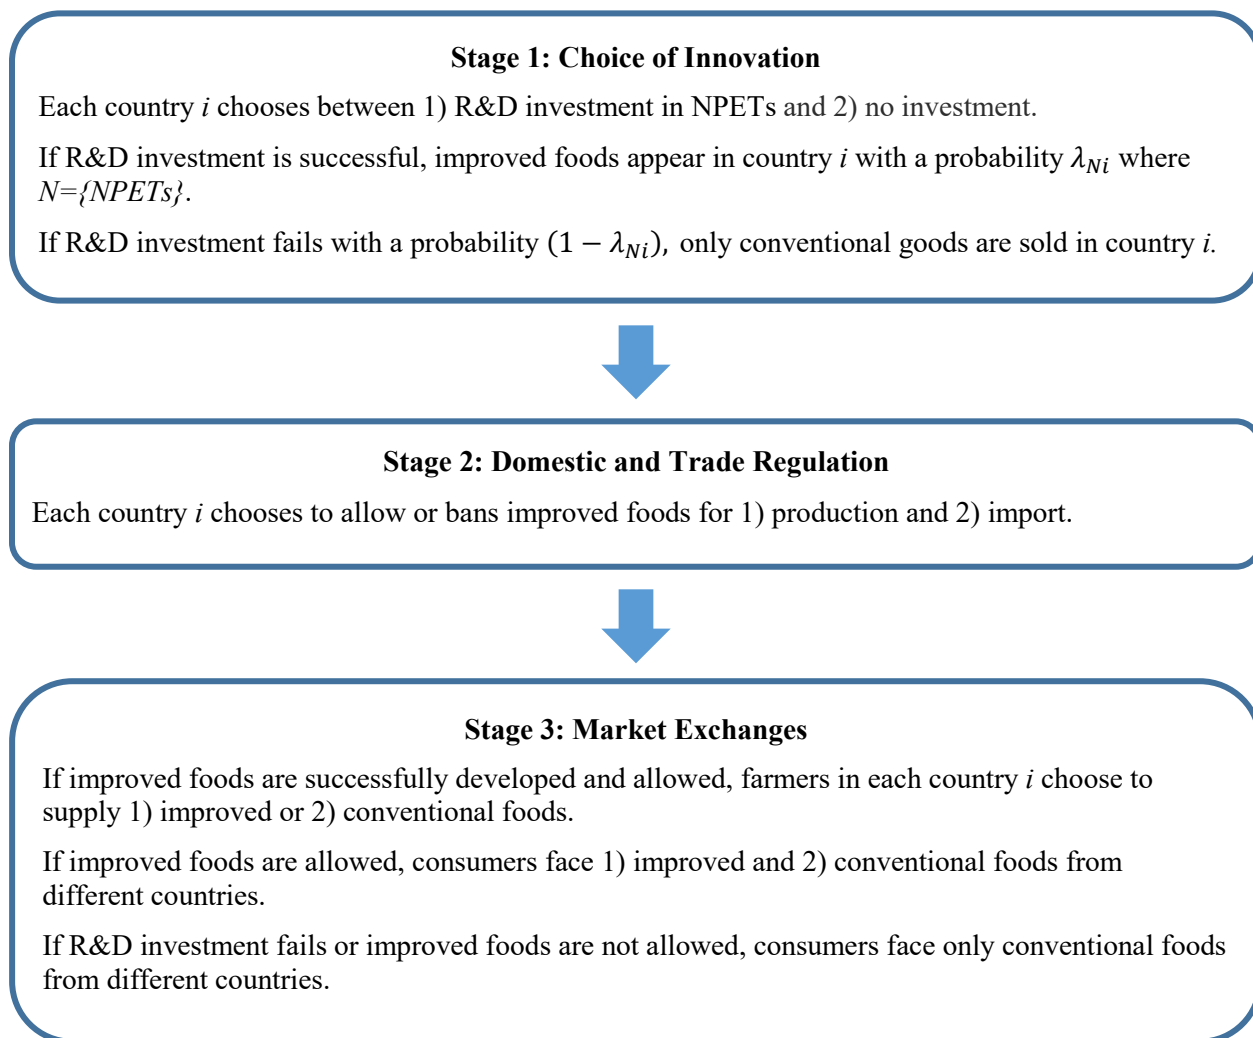 Stage 1: Choice of Innovation
Each country i chooses between 1) R&D investment in NPETs and 2) no investment.
If R&D investment is successful, improved foods appear in country i with a probability λ_{Ni} where
N={NPETs}.
If R&D investment fails with a probability (1 − λ_{Ni}), only conventional goods are sold in country i.
Stage 2: Domestic and Trade Regulation
Each country i chooses to allow or bans improved foods for 1) production and 2) import.
Stage 3: Market Exchanges
If improved foods are successfully developed and allowed, farmers in each country i choose to
supply 1) improved or 2) conventional foods.
If improved foods are allowed, consumers face 1) improved and 2) conventional foods from
different countries.
If R&D investment fails or improved foods are not allowed, consumers face only conventional foods
from different countries.